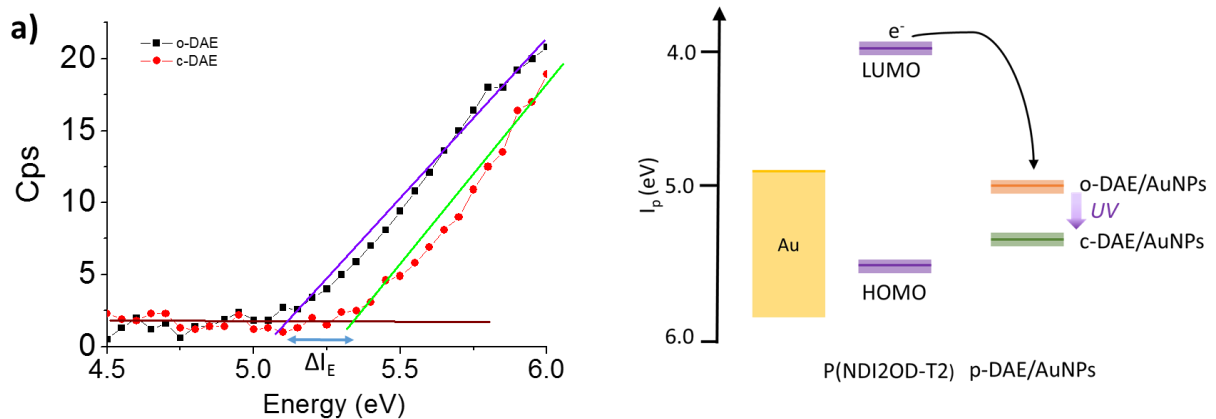 a)
o-DAE
c-DAE
20
15
10
5
0
Cps
4.5 5.0 5.5 6.0
ΔI_E
Energy (eV)
e⁻
4.0
LUMO
5.0
o-DAE/AuNPs
UV
I_p (eV)
Au
c-DAE/AuNPs
HOMO
6.0
P(NDI2OD-T2) p-DAE/AuNPs